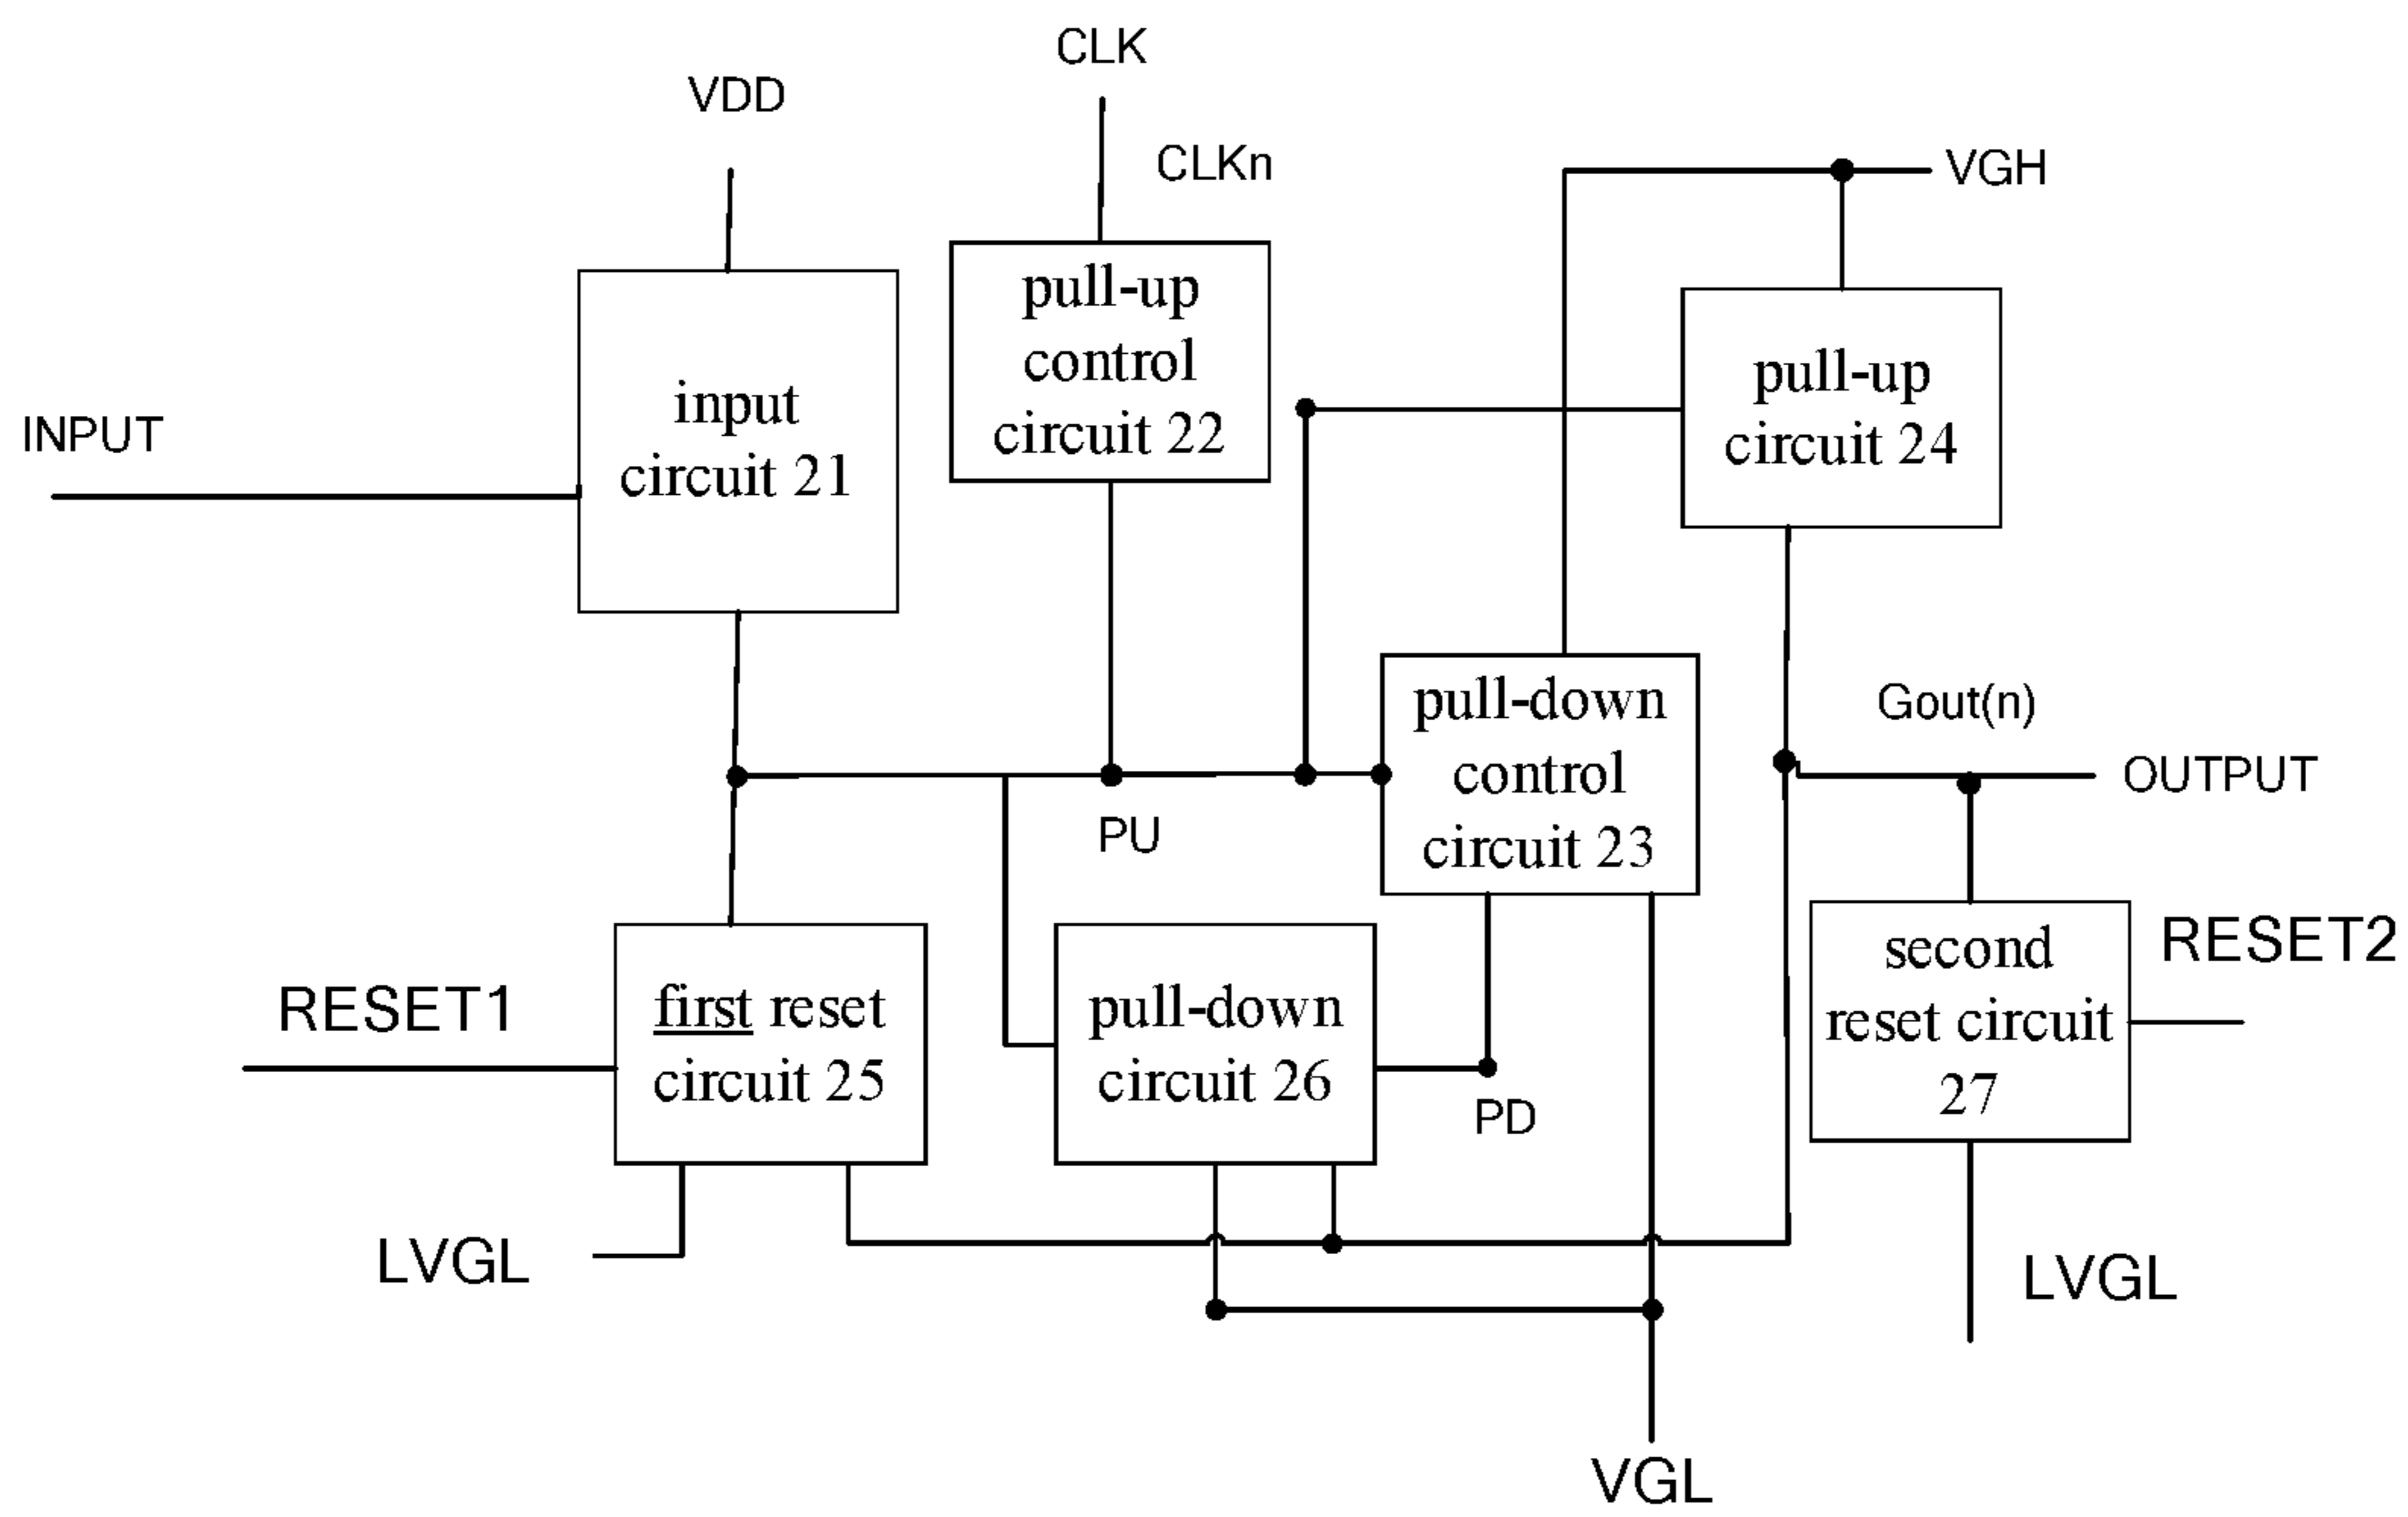 CLK
VDD
CLKn
VGH
pull-up
control
circuit 22
input
circuit 21
pull-up
circuit 24
INPUT
pull-down
control
circuit 23
Gout(n)
OUTPUT
PU
RESET1
first reset
circuit 25
pull-down
circuit 26
PD
second
reset circuit
27
RESET2
LVGL
LVGL
VGL